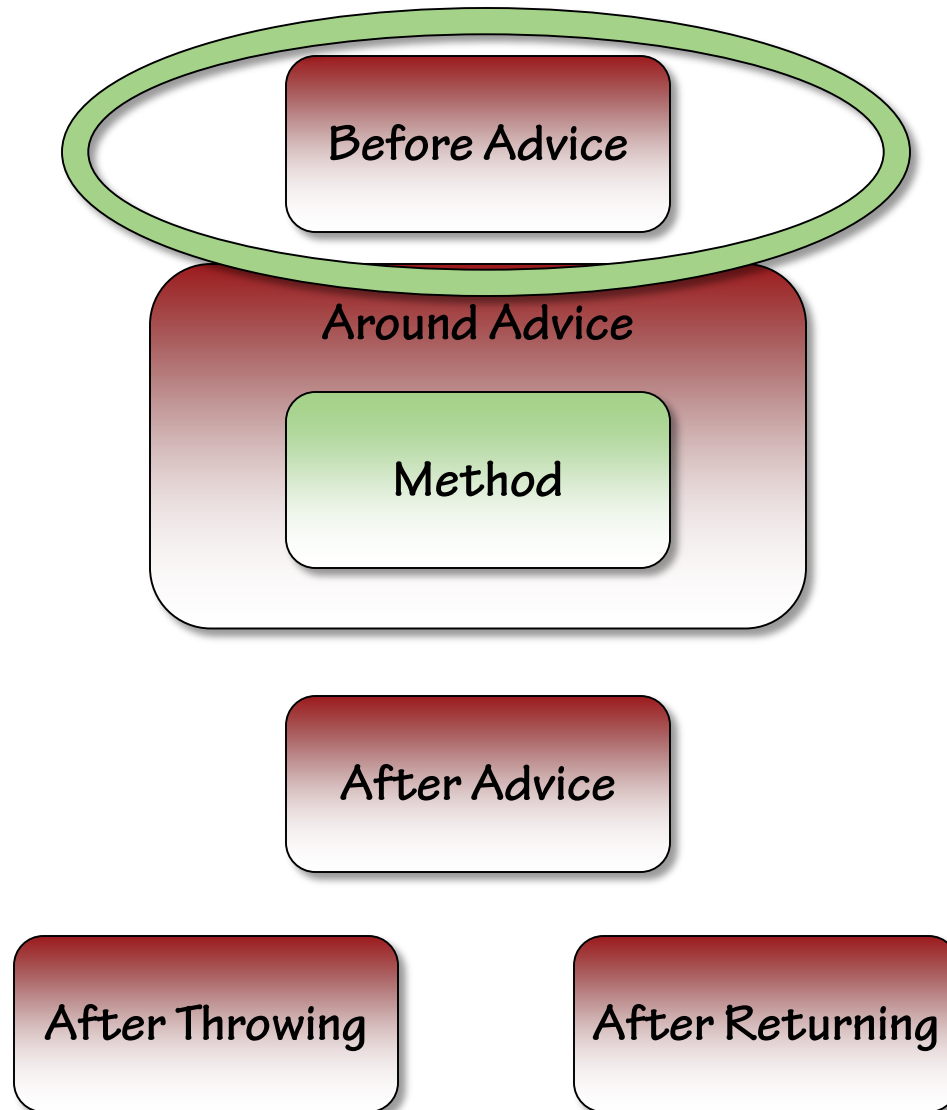 Before Advice
Around Advice
Method
After Advice
After Throwing
After Returning